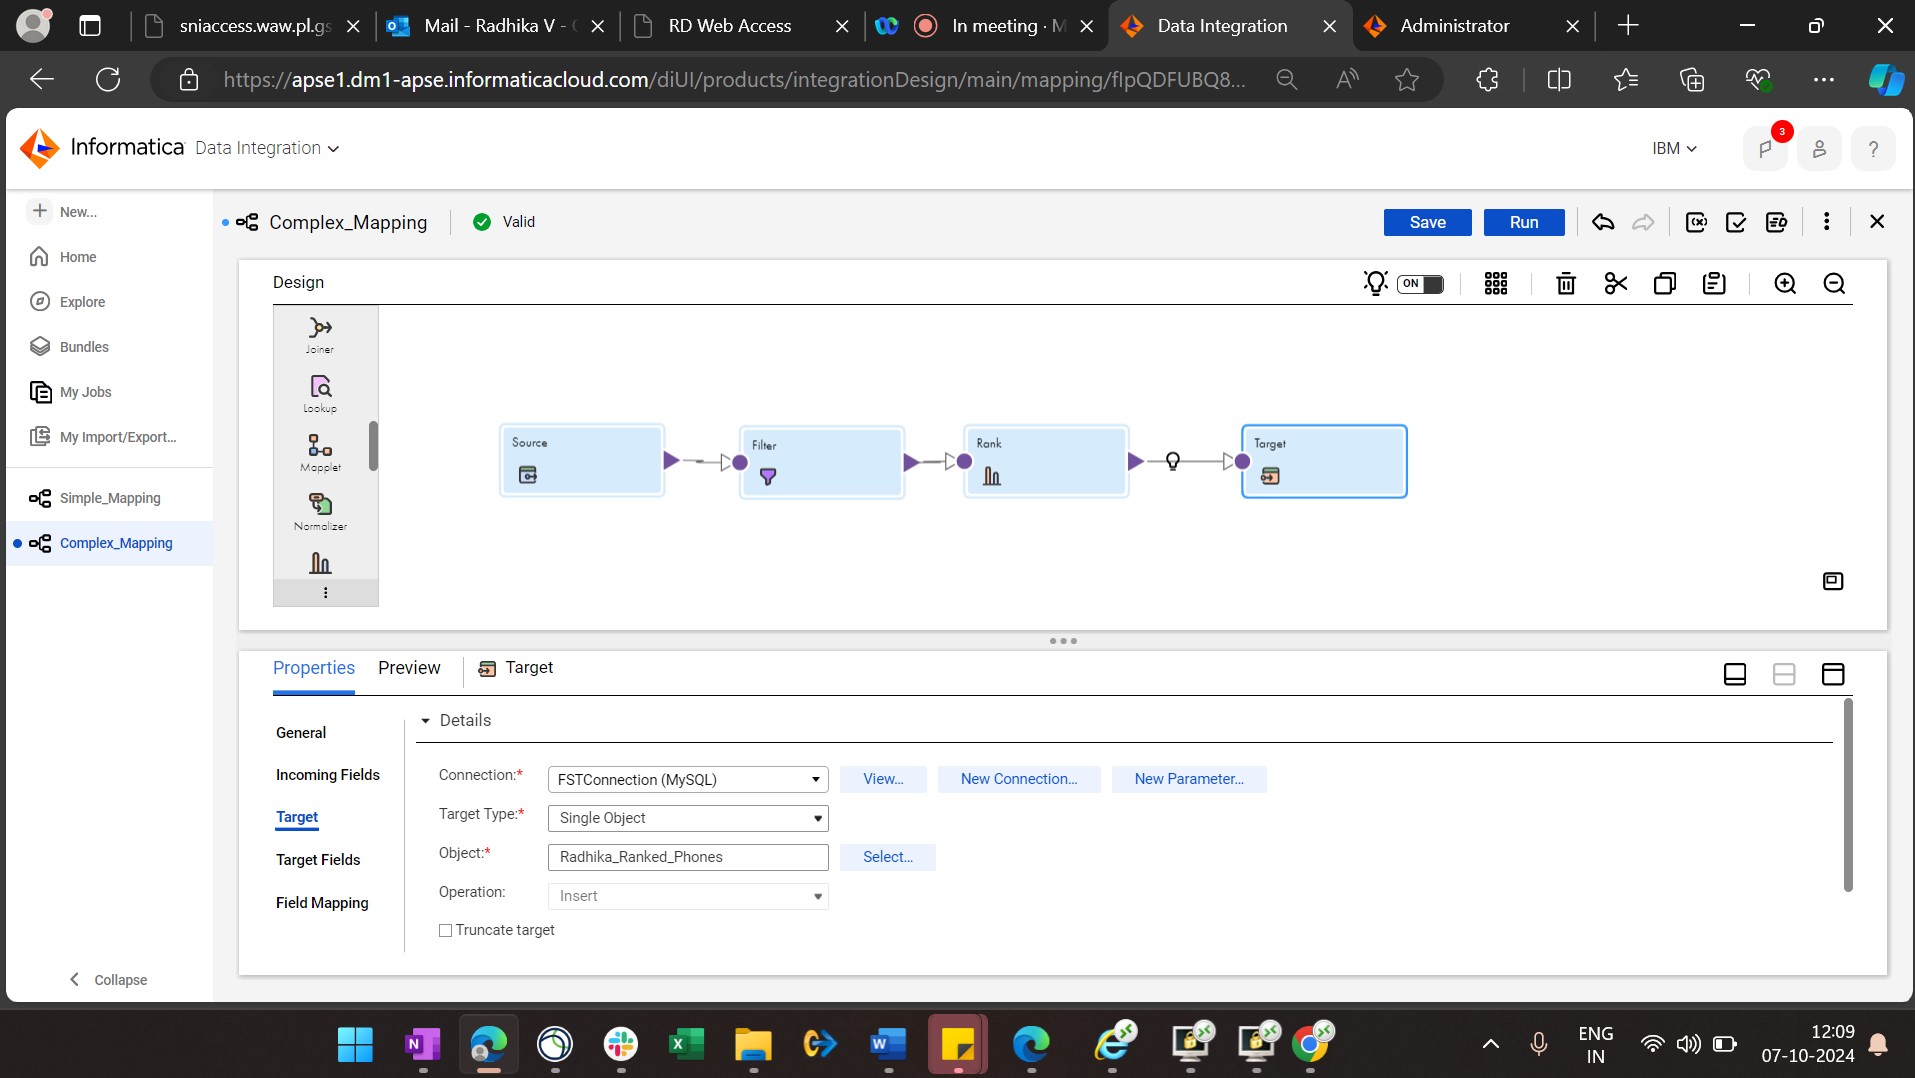 sniaccess.waw.pl.gs
Mail - Radhika V -
RD Web Access
In meeting · M
Data Integration
Administrator
https://apse1.dm1-apse.informaticacloud.com/diUI/products/integrationDesign/main/mapping/flpQDFUBQ8...
Informatica Data Integration
IBM
3
?
New...
Home
Explore
Bundles
My Jobs
My Import/Export...
Simple_Mapping
Complex_Mapping
Collapse
Complex_Mapping
Valid
Save
Run
Design
ON
Joiner
Lookup
Mapplet
Normalizer
Source
Filter
Rank
Target
Properties
Preview
Target
General
Incoming Fields
Target
Target Fields
Field Mapping
Details
Connection:* FSTConnection (MySQL) View... New Connection... New Parameter...
Target Type:* Single Object
Object:* Radhika_Ranked_Phones Select...
Operation: Insert
Truncate target
ENG
IN
12:09
07-10-2024